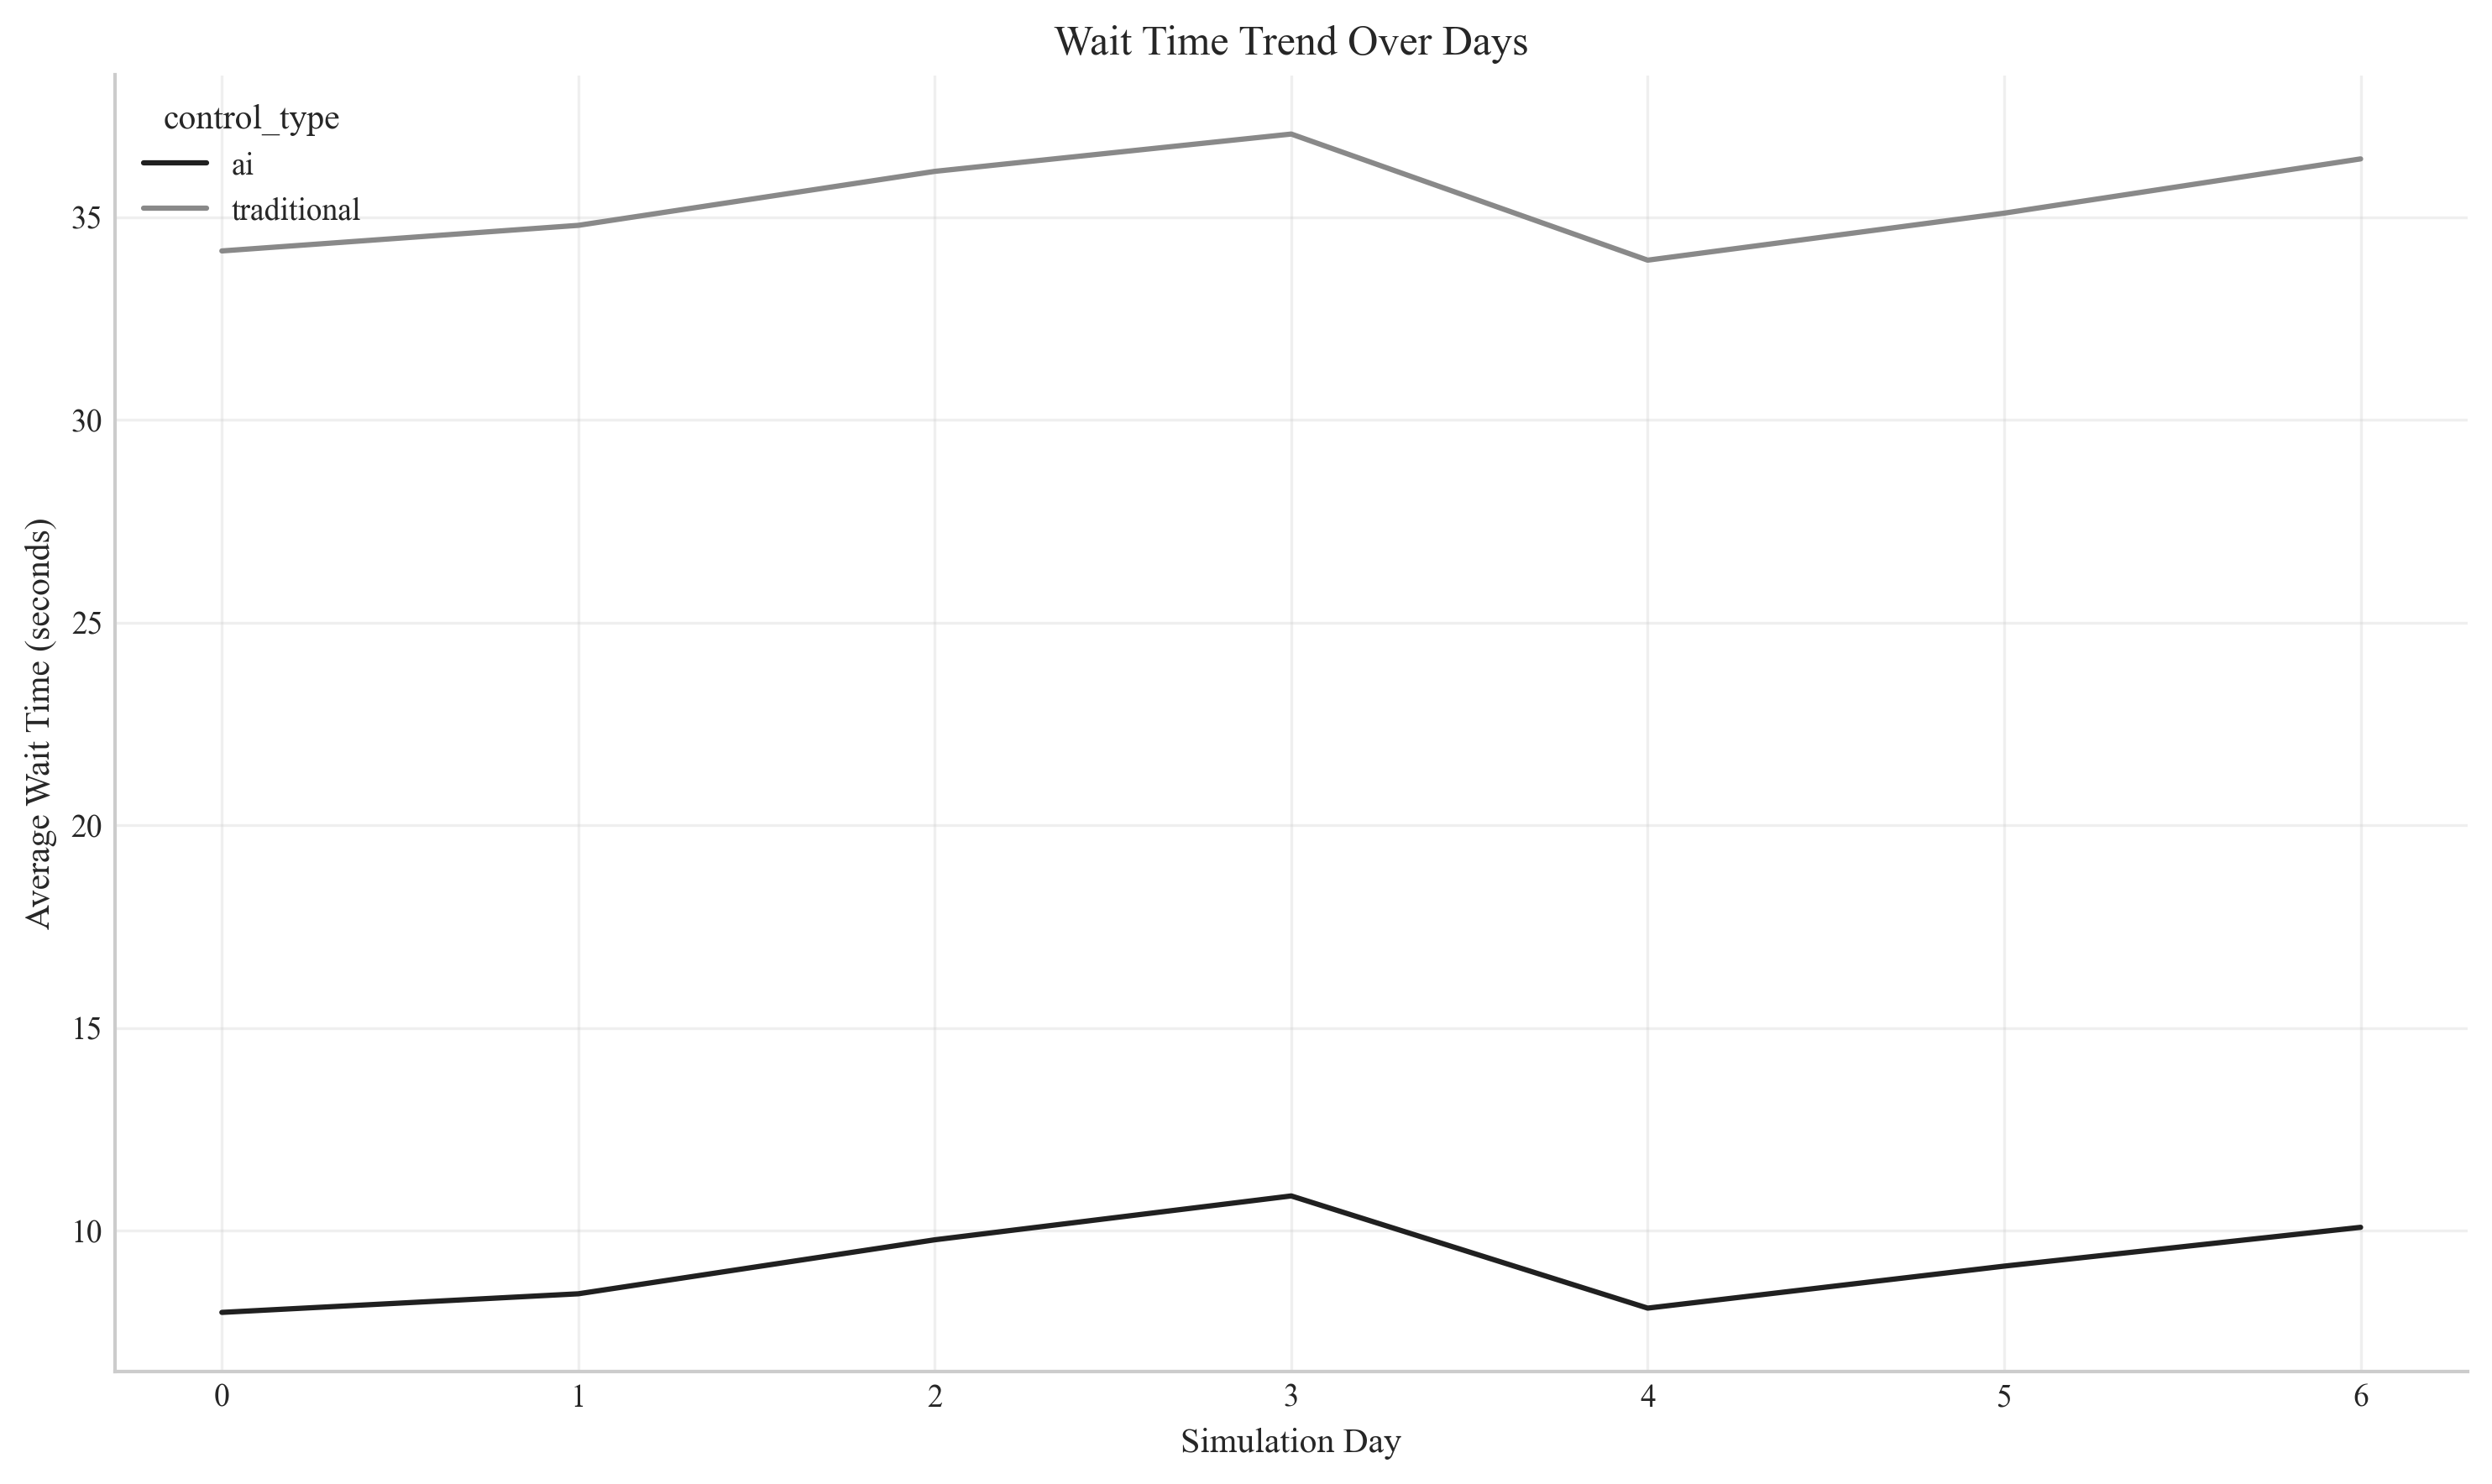 Wait Time Trend Over Days
control_type
ai
traditional
Average Wait Time (seconds)
35
30
25
20
15
10
0 1 2 3 4 5 6
Simulation Day